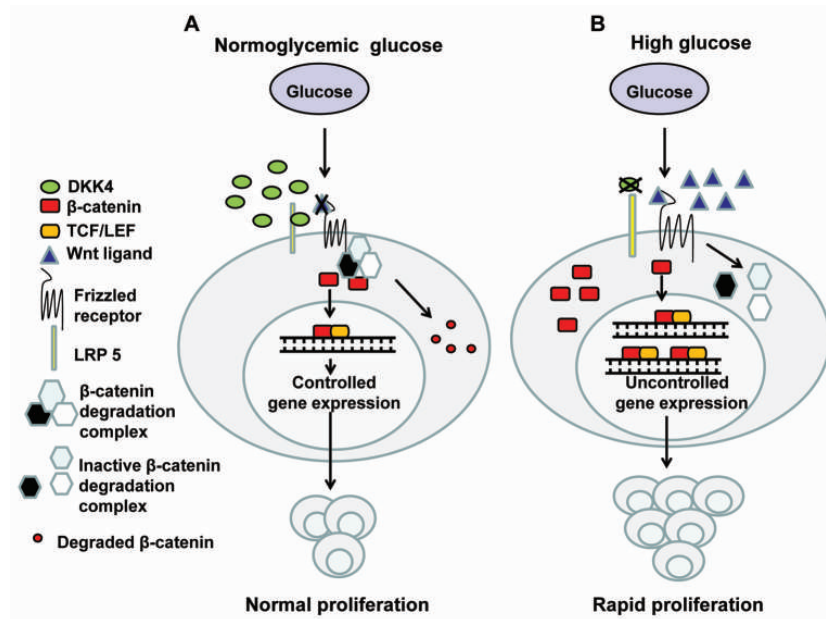 A
Normoglycemic glucose
Glucose
B
High glucose
Glucose
DKK4
β-catenin
TCF/LEF
Wnt ligand
Frizzled
receptor
LRP 5
β-catenin
degradation
complex
Inactive β-catenin
degradation
complex
Degraded β-catenin
Controlled
gene expression
Normal proliferation
Uncontrolled
gene expression
Rapid proliferation